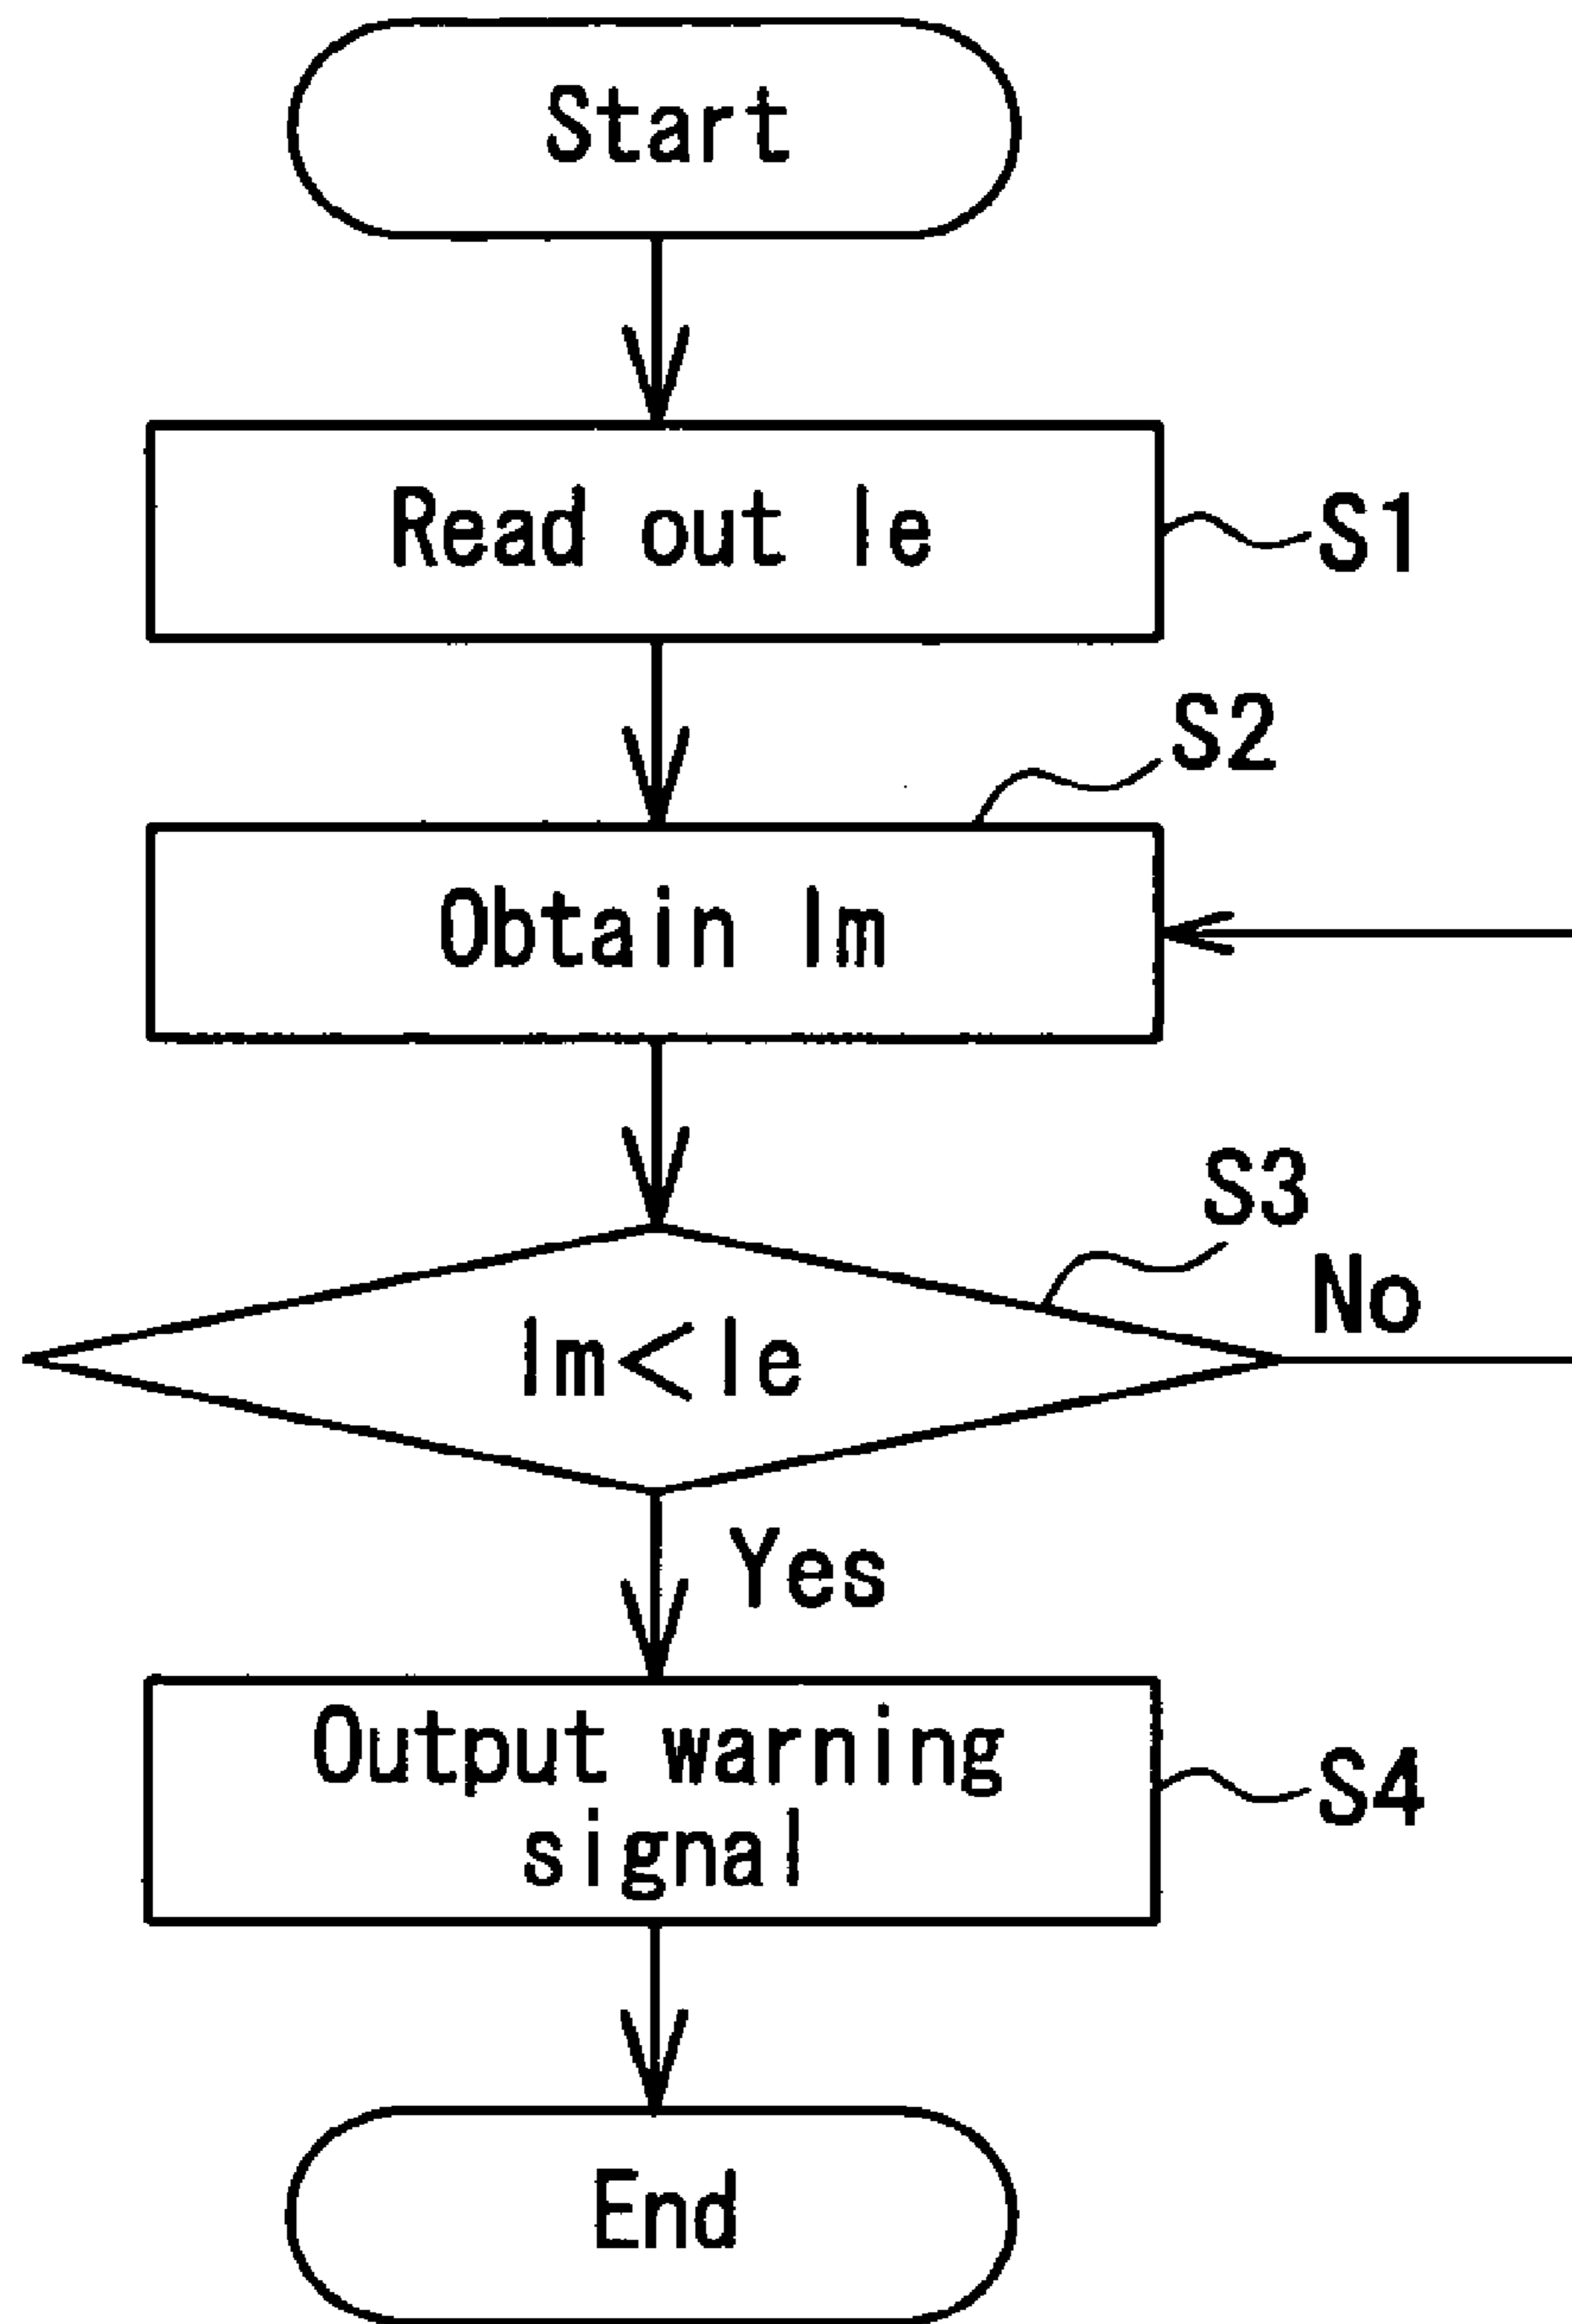 Start
Read out Ie
S1
S2
Obtain Im
S3
Im<Ie
No
Yes
Output warning
signal
S4
End